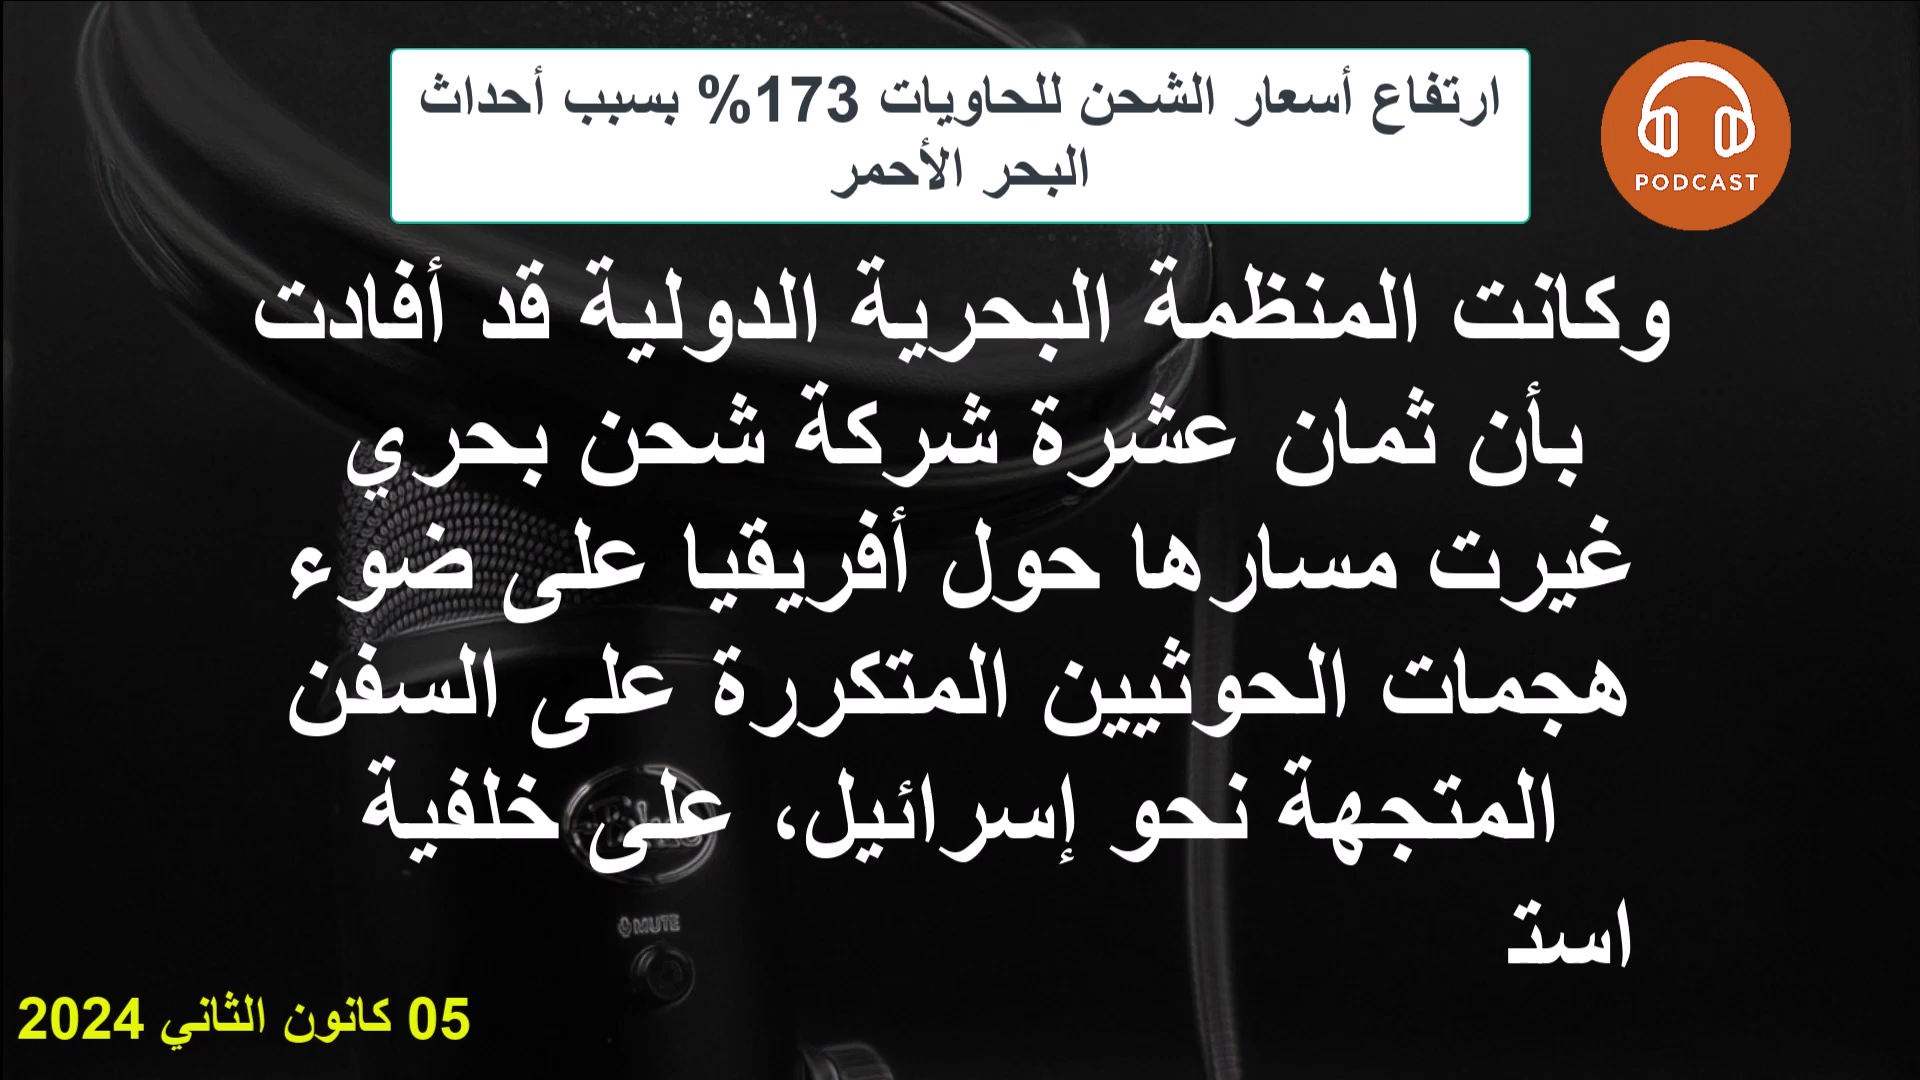 ارتفاع أسعار الشحن للحاويات 173% بسبب أحداث
البحر الأحمر
PODCAST
وكانت المنظمة البحرية الدولية قد أفادت
بأن ثمان عشرة شركة شحن بحري
غيرت مسارها حول أفريقيا على ضوء
هجمات الحوثيين المتكررة على السفن
المتجهة نحو إسرائيل، على خلفية
استـ
MUTE
05 كانون الثاني 2024